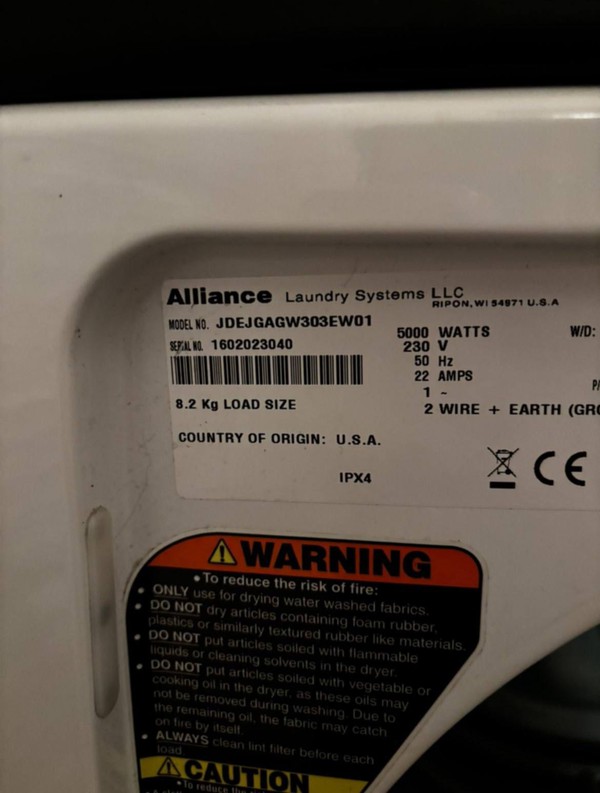 Alliance Laundry Systems LLC
RIPON, WI 54971 U.S.A
MODEL NO. JDEJGAGW303EW01
SERIAL NO. 1602023040
5000 WATTS W/D:
230 V
50 Hz
22 AMPS
1 ~
2 WIRE + EARTH
8.2 Kg LOAD SIZE
COUNTRY OF ORIGIN: U.S.A.
IPX4
CE
WARNING
• To reduce the risk of fire:
• ONLY use for drying water washed fabrics.
• DO NOT dry articles containing foam rubber,
plastics or similarly textured rubber like materials.
• DO NOT put articles soiled with flammable
liquids or cleaning solvents in the dryer.
• DO NOT put articles soiled with vegetable or
cooking oil in the dryer, as these oils may
not be removed during washing. Due to
the remaining oil, the fabric may catch
on fire by itself.
• ALWAYS clean lint filter before each
load.
CAUTION
• To reduce the